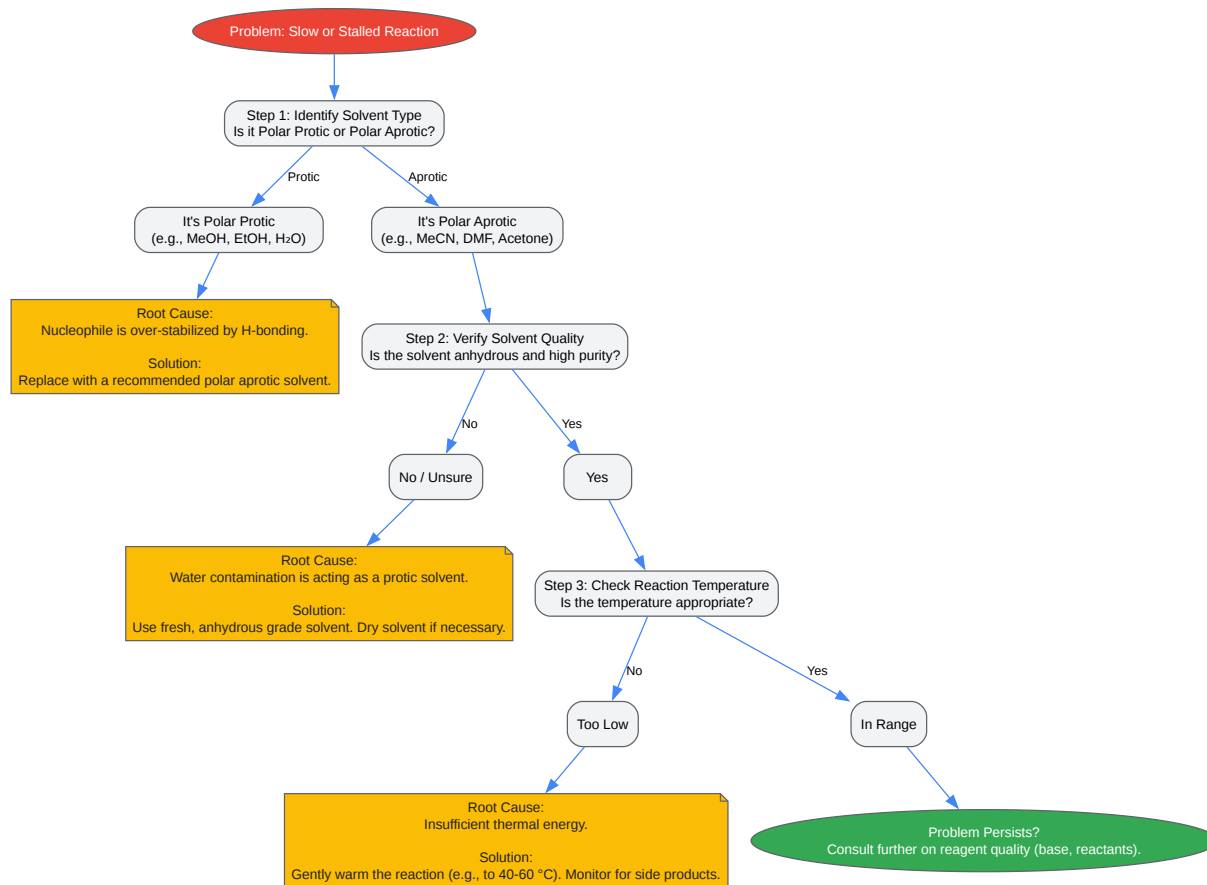 Problem: Slow or Stalled Reaction
Step 1: Identify Solvent Type
Is it Polar Protic or Polar Aprotic?
Protic
Aprotic
It's Polar Protic
(e.g., MeOH, EtOH, H₂O)
It's Polar Aprotic
(e.g., MeCN, DMF, Acetone)
Root Cause:
Nucleophile is over-stabilized by H-bonding.
Solution:
Replace with a recommended polar aprotic solvent.
Step 2: Verify Solvent Quality
Is the solvent anhydrous and high purity?
No
Yes
No / Unsure
Yes
Root Cause:
Water contamination is acting as a protic solvent.
Solution:
Use fresh, anhydrous grade solvent. Dry solvent if necessary.
Step 3: Check Reaction Temperature
Is the temperature appropriate?
No
Yes
Too Low
In Range
Root Cause:
Insufficient thermal energy.
Solution:
Gently warm the reaction (e.g., to 40-60 °C). Monitor for side products.
Problem Persists?
Consult further on reagent quality (base, reactants).